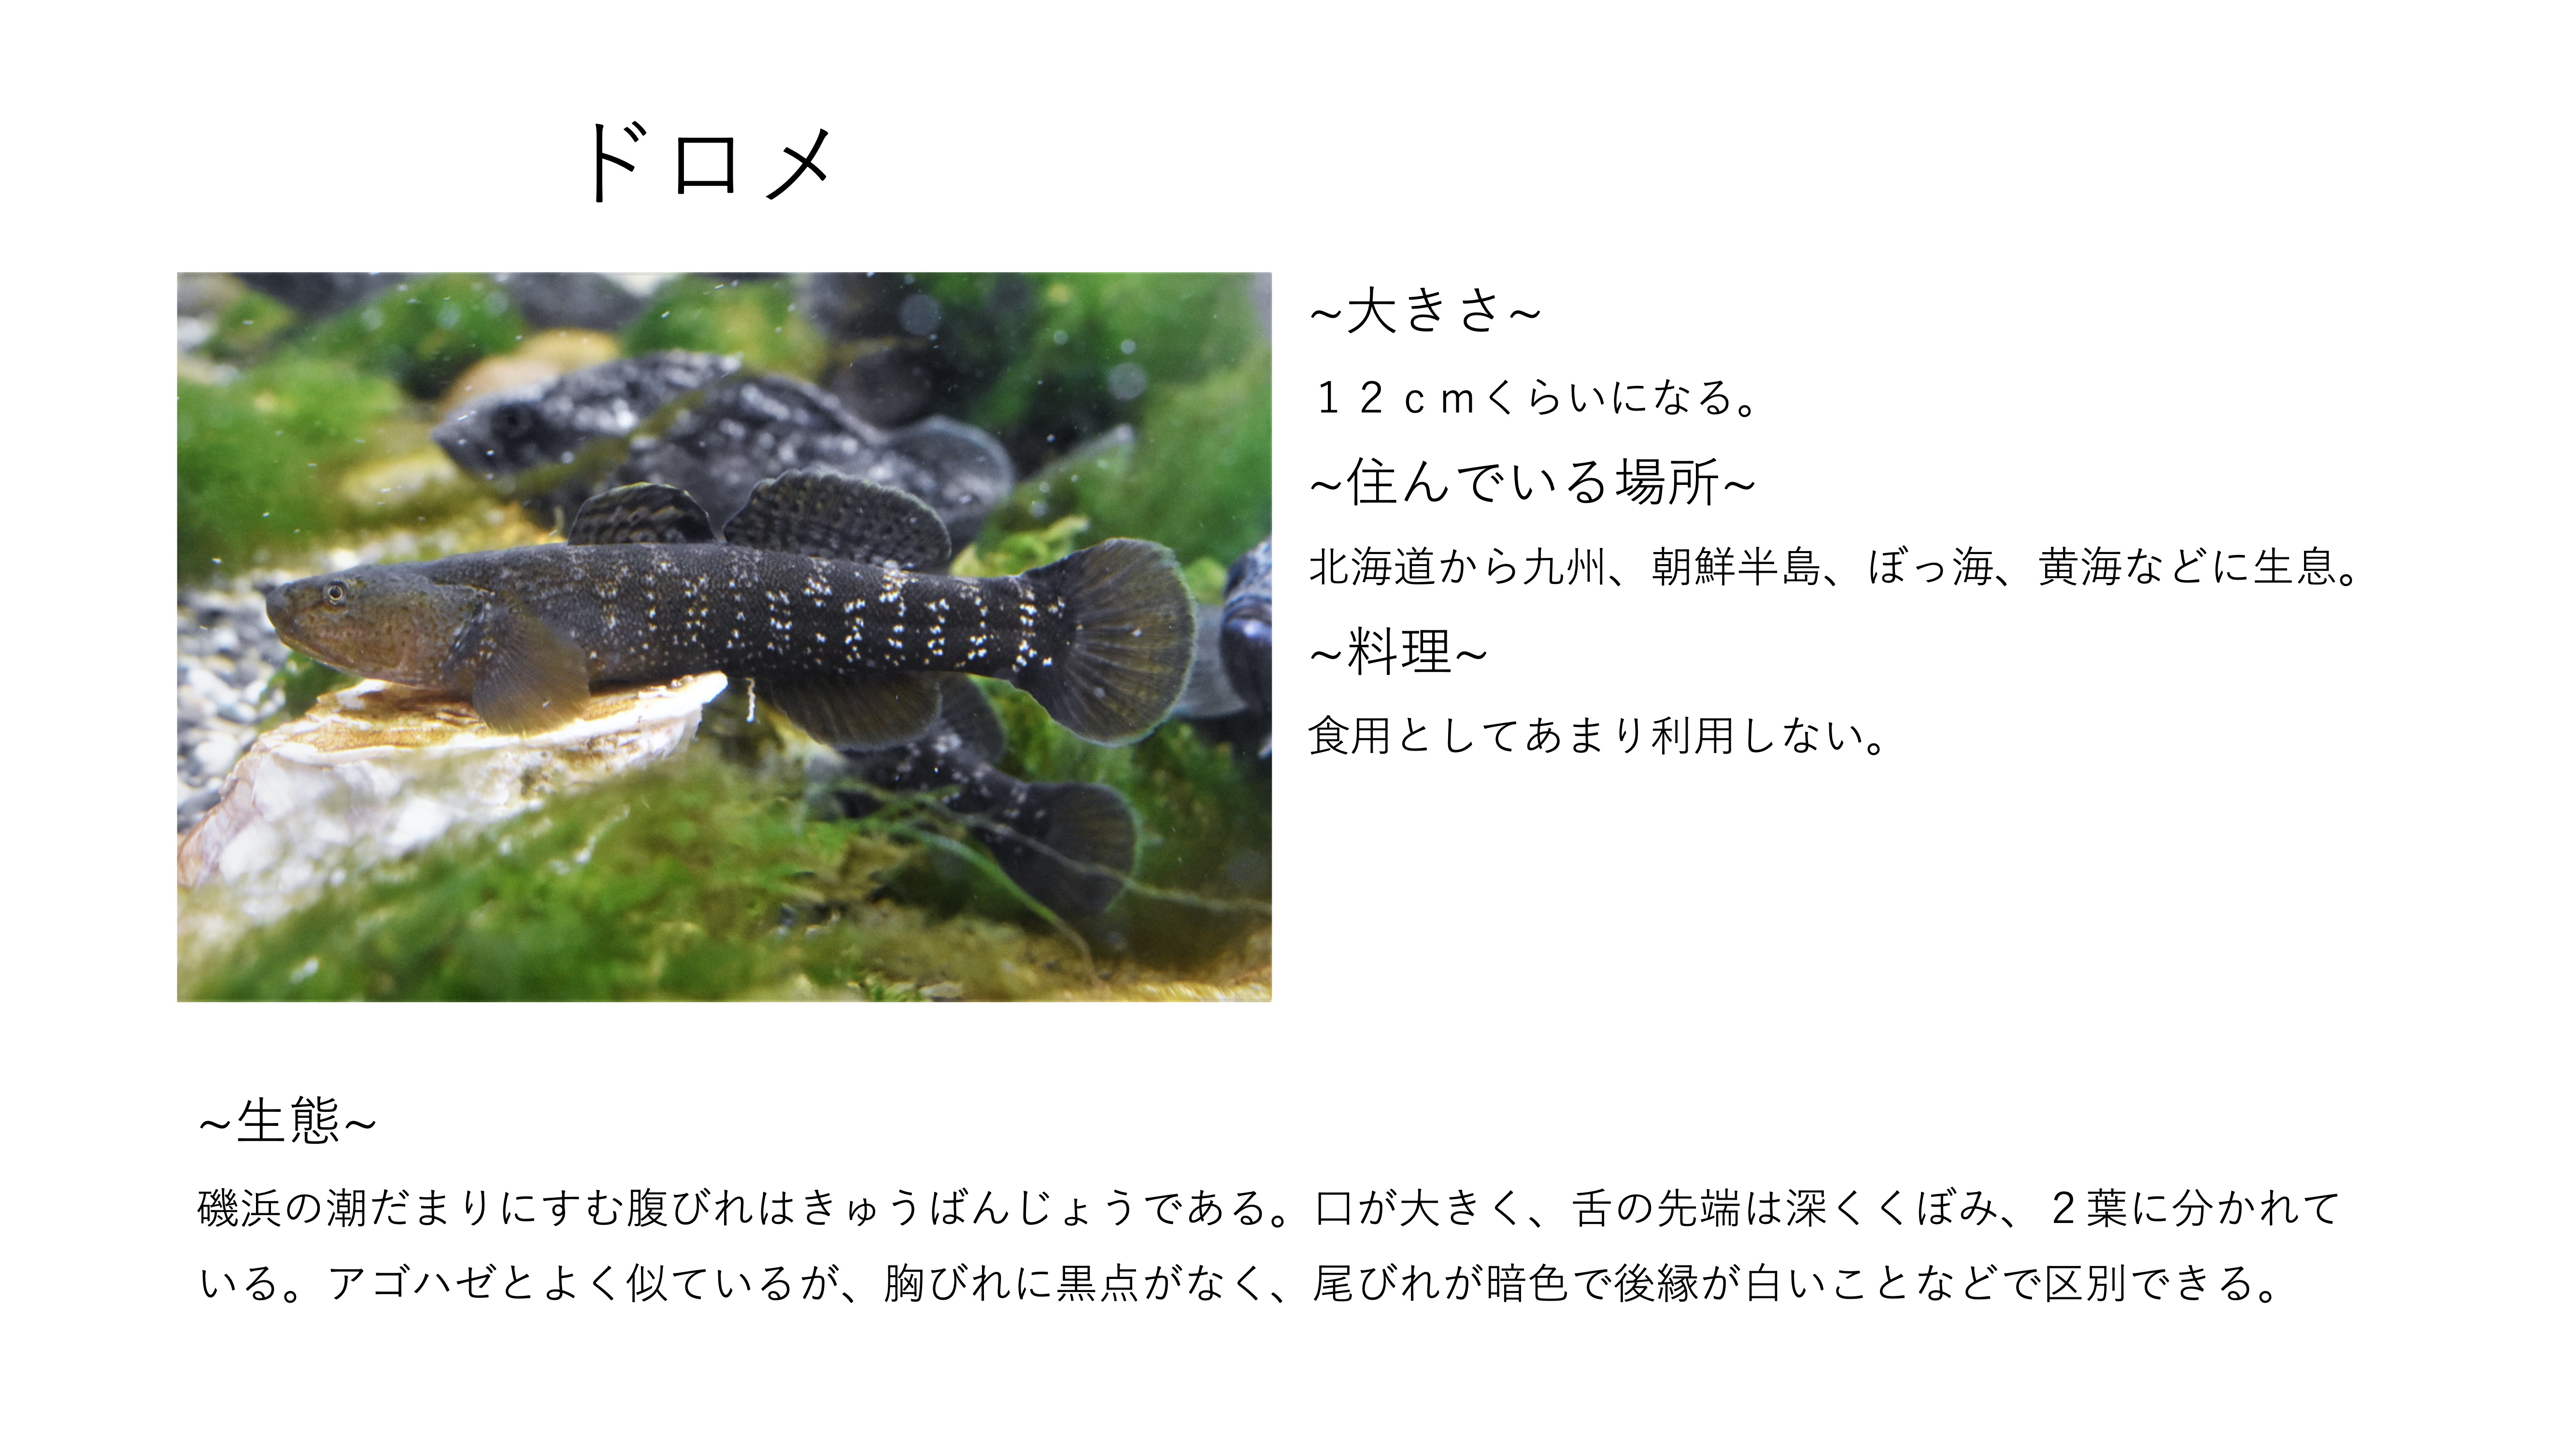 ドロメ
~大きさ~
１２ｃｍくらいになる。
~住んでいる場所~
北海道から九州、朝鮮半島、ぼっ海、黄海などに生息。
~料理~
食用としてあまり利用しない。
~生態~
磯浜の潮だまりにすむ腹びれはきゅうばんじょうである。口が大きく、舌の先端は深くくぼみ、２葉に分かれて
いる。アゴハゼとよく似ているが、胸びれに黒点がなく、尾びれが暗色で後縁が白いことなどで区別できる。